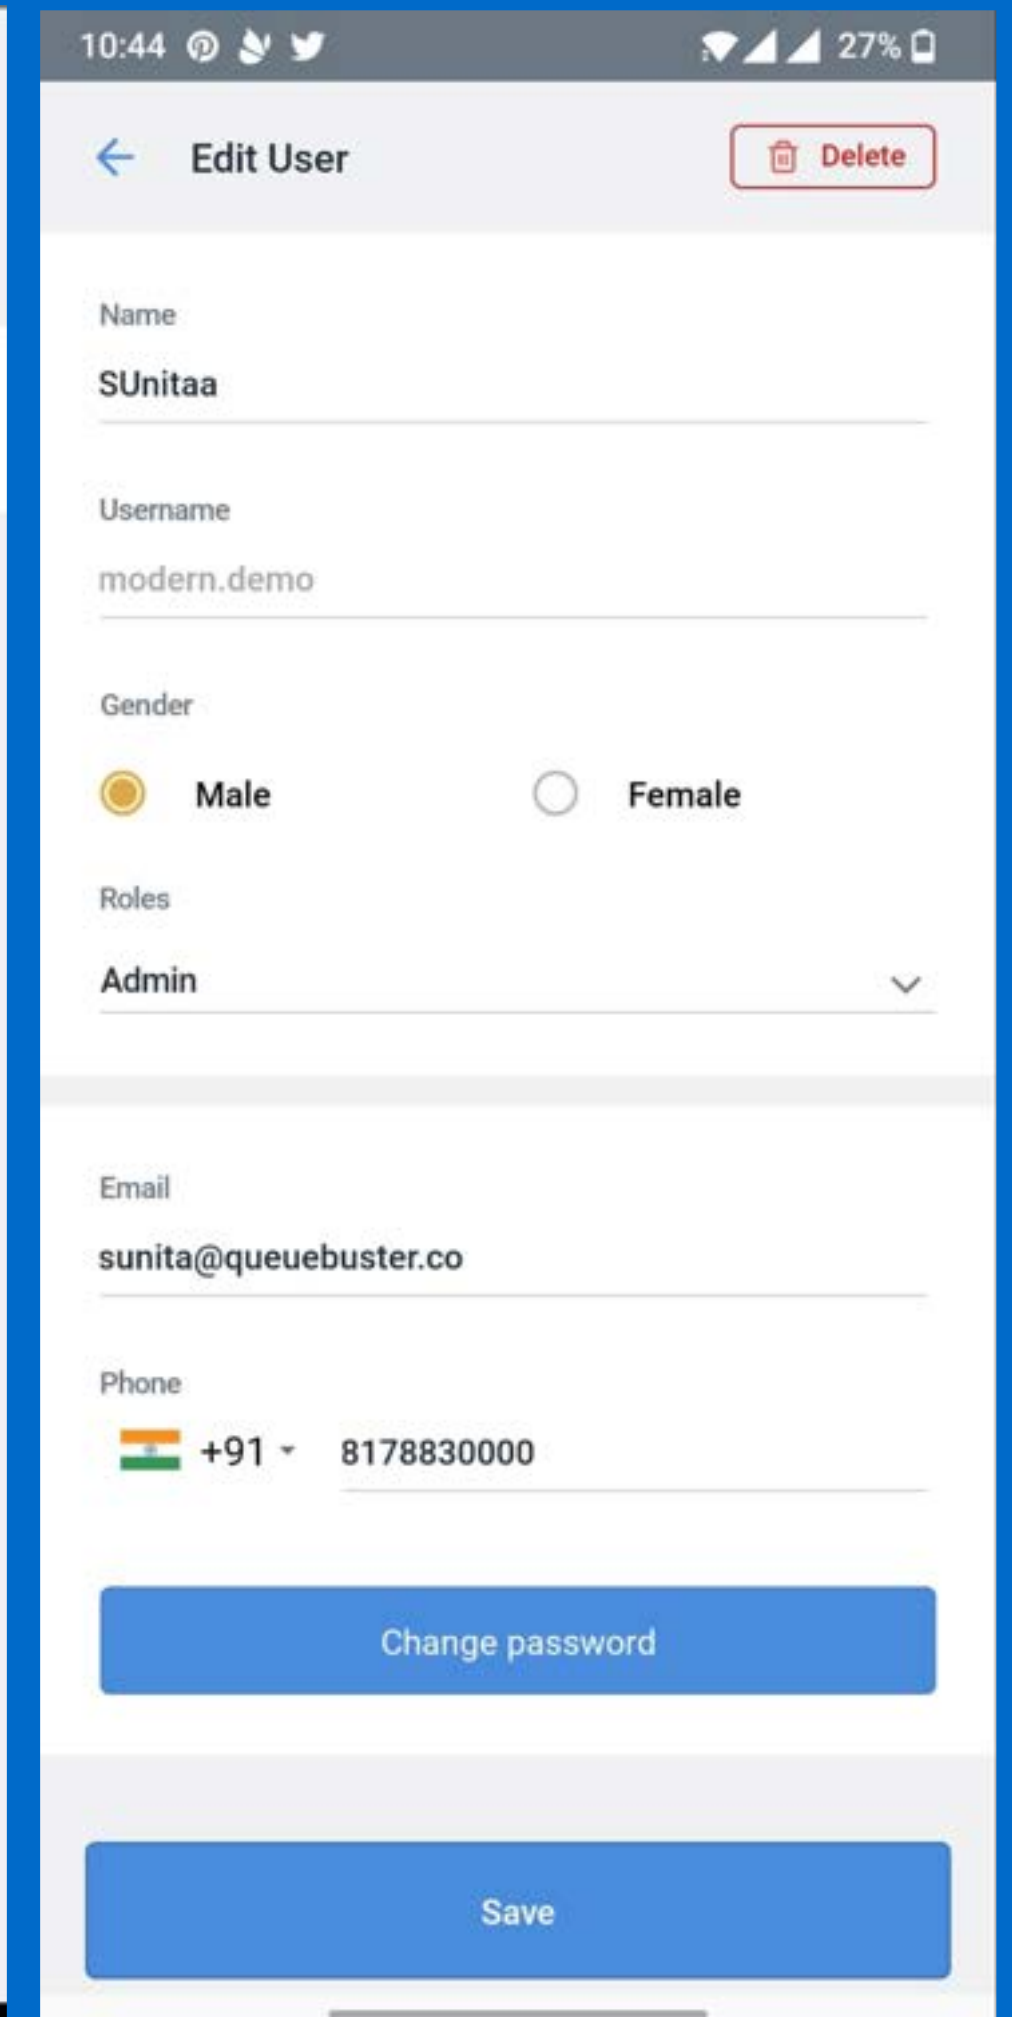 10:44 27%
Edit User Delete
Name
SUnitaa
Username
modern.demo
Gender
Male Female
Roles
Admin
Email
sunita@queuebuster.co
Phone
+91 8178830000
Change password
Save